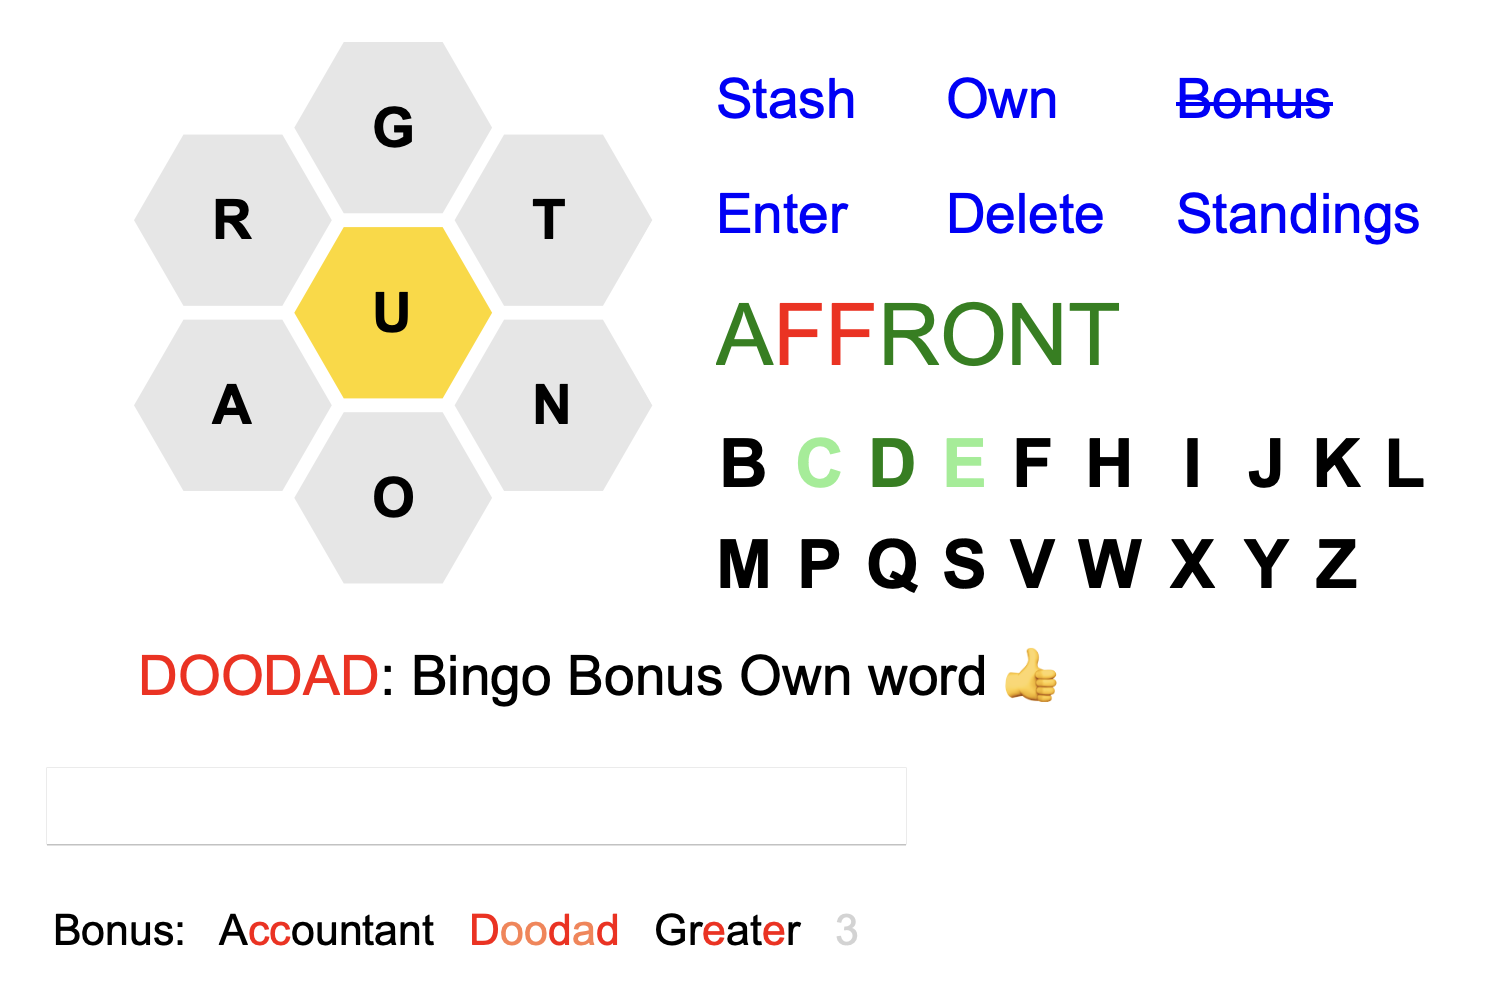 G
R T
U
A N
O
Stash Own Bonus
Enter Delete Standings
AFFRONT
B C D E F H I J K L
M P Q S V W X Y Z
DOODAD: Bingo Bonus Own word 👍
Bonus: Accountant Doodad Greater 3